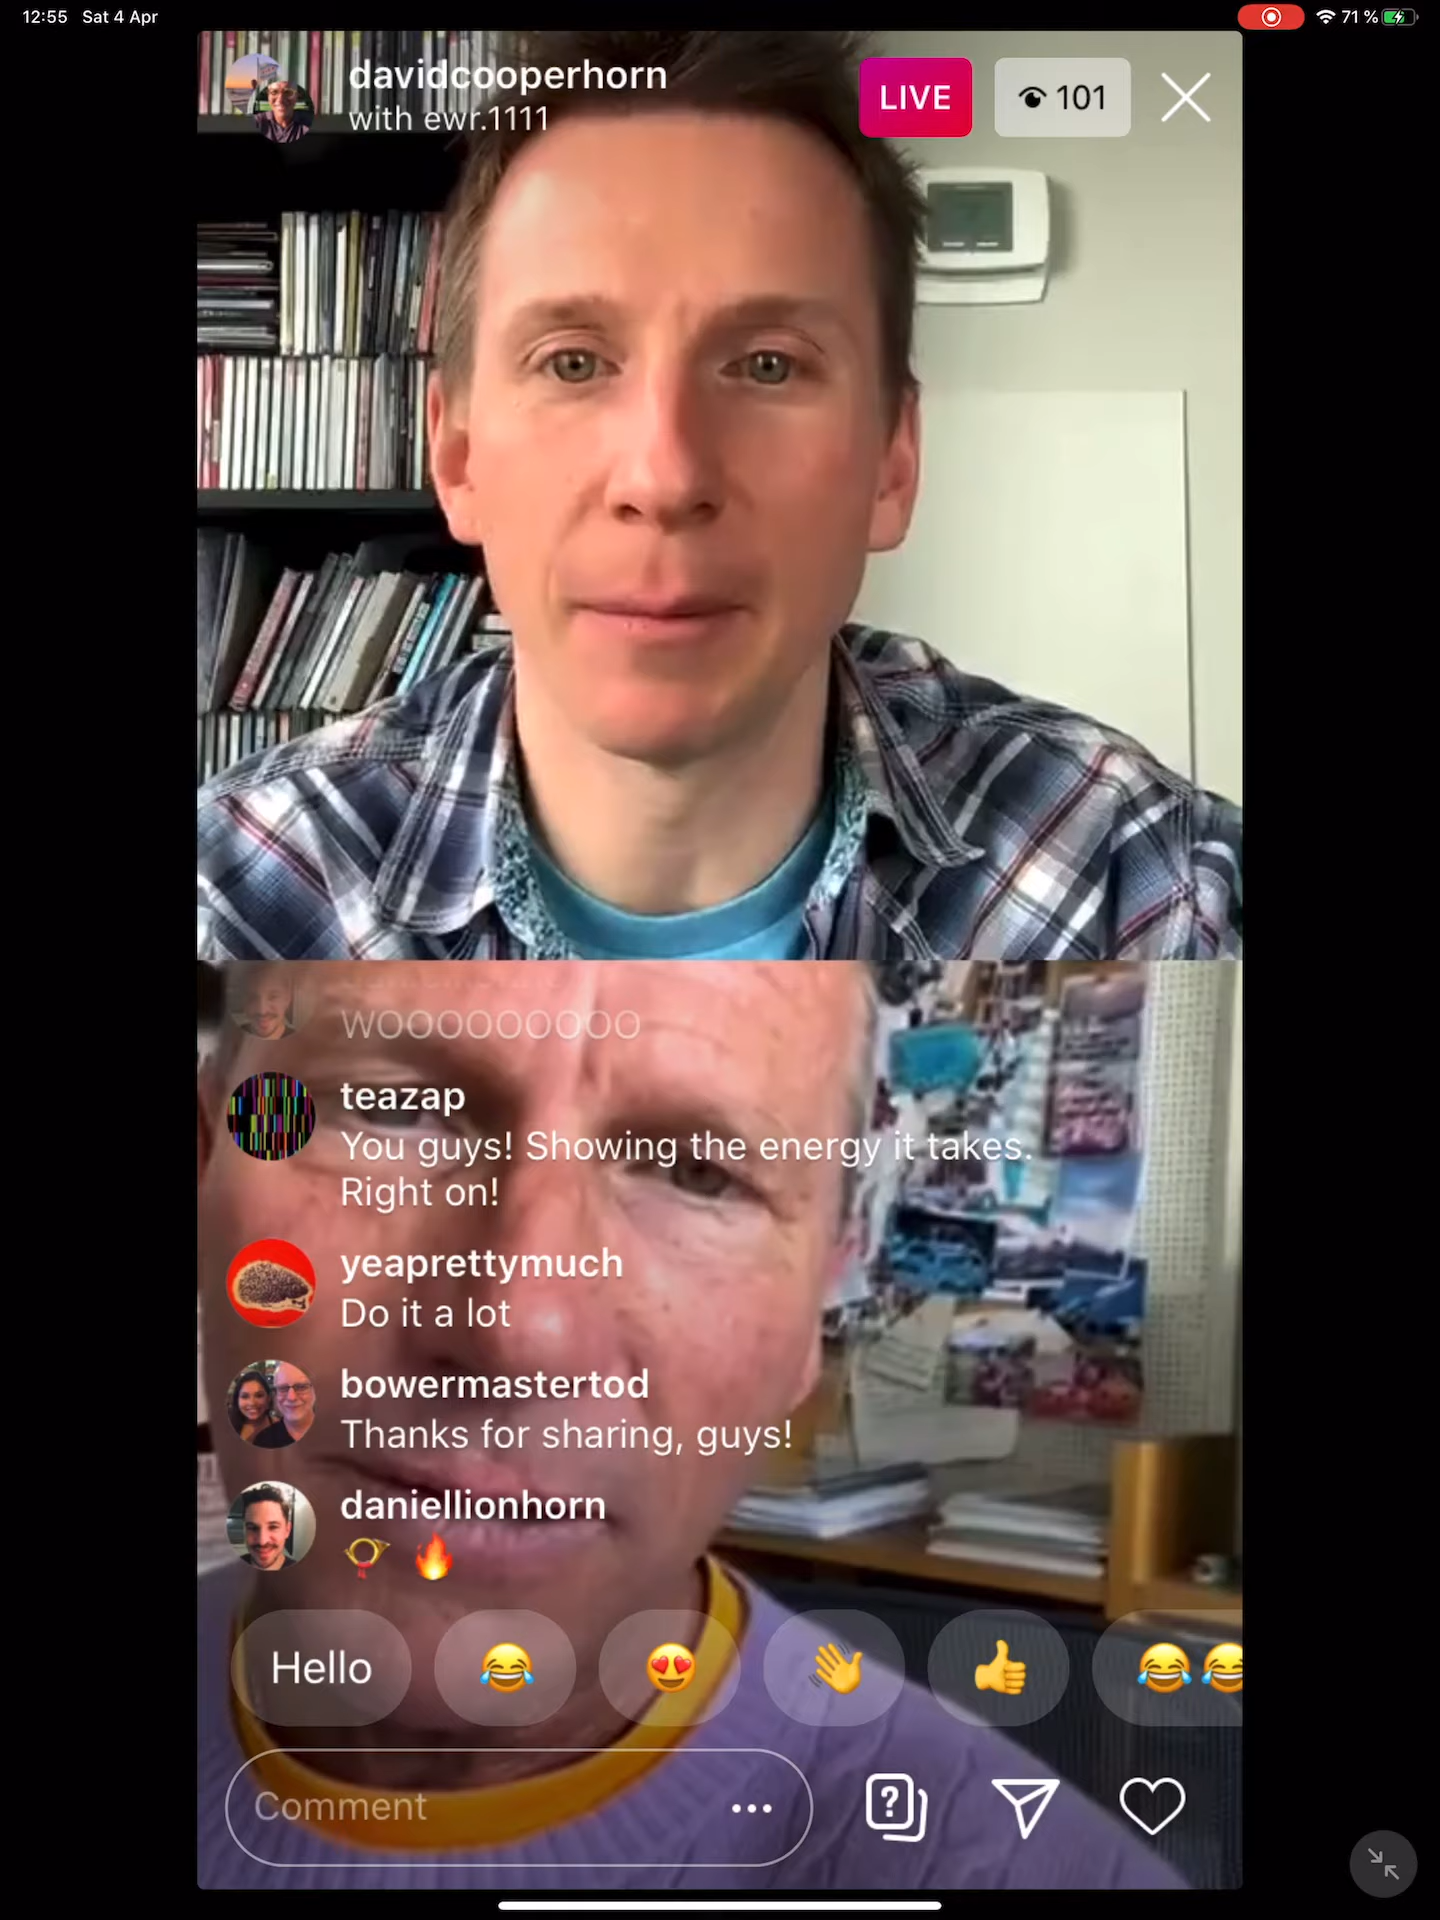 12:55 Sat 4 Apr
71 %
davidcooperhorn
with ewr.1111
LIVE
101
WOOOOOOOOO
teazap
You guys! Showing the energy it takes.
Right on!
yeaprettymuch
Do it a lot
bowermastertod
Thanks for sharing, guys!
daniellionhorn
📯 🔥
Hello 😂 😍 👋 👍 😂😂
Comment